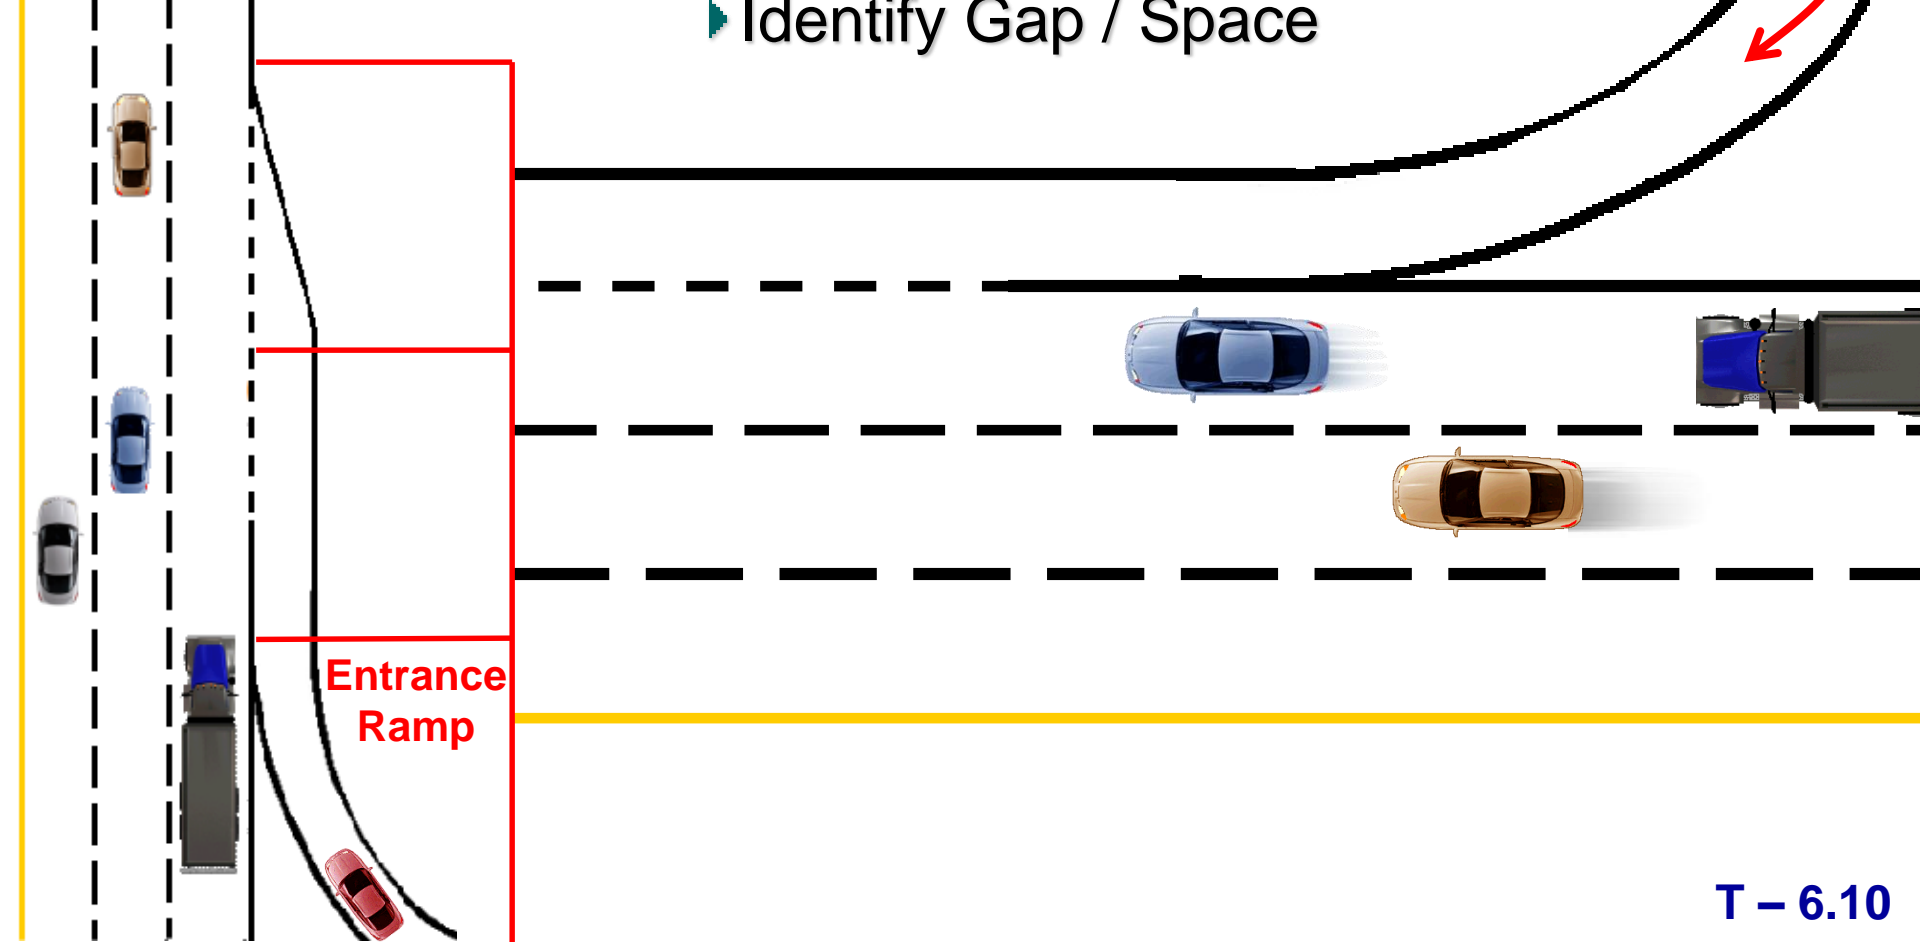 Identify Gap / Space
Entrance
Ramp
T – 6.10